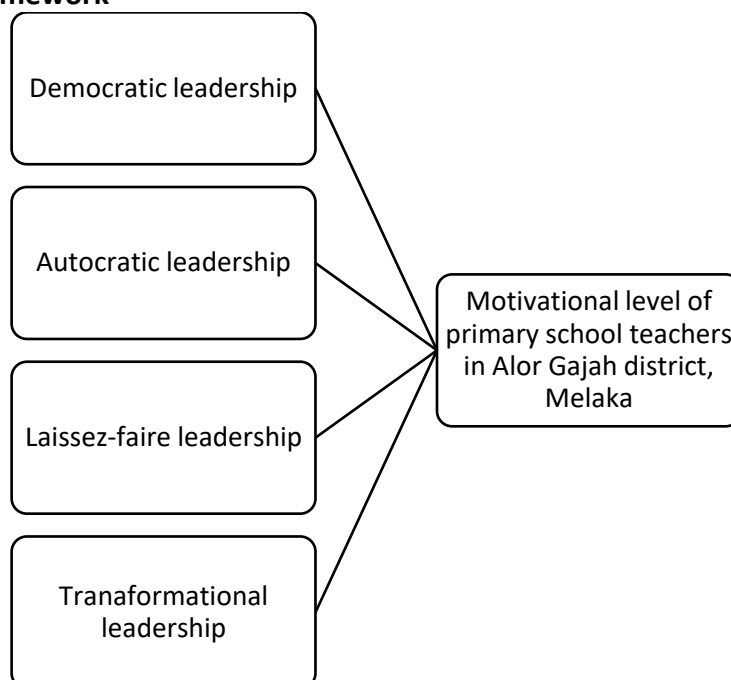 Democratic leadership
Autocratic leadership
Laissez-faire leadership
Tranaformational
leadership
Motivational level of
primary school teachers
in Alor Gajah district,
Melaka